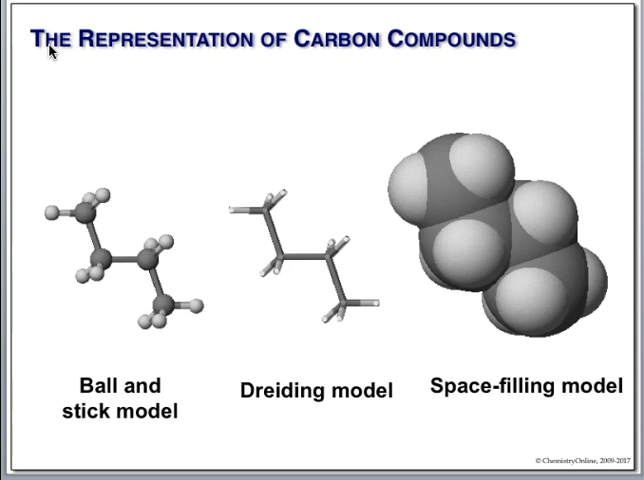 THE REPRESENTATION OF CARBON COMPOUNDS
Ball and
stick model
Dreiding model
Space-filling model
© ChemistryOnline, 2009-2017